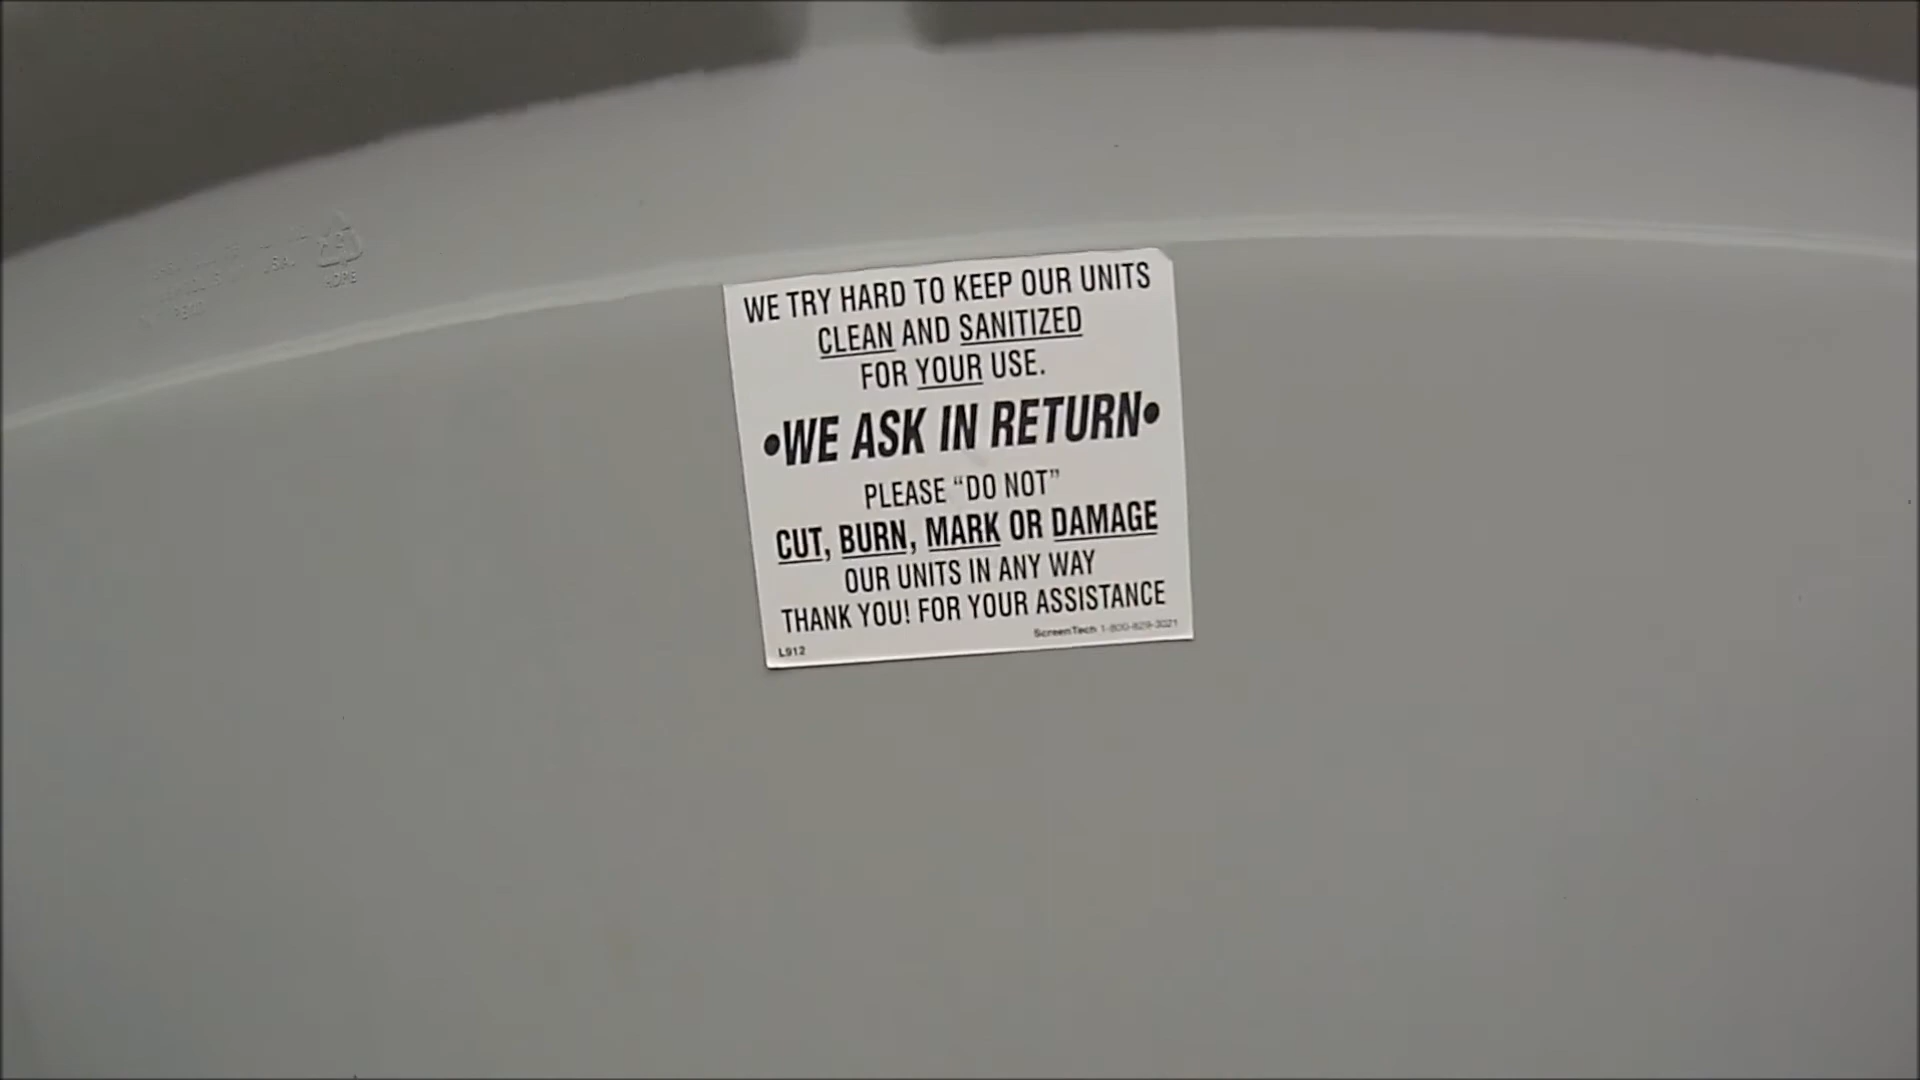 WE TRY HARD TO KEEP OUR UNITS
CLEAN AND SANITIZED
FOR YOUR USE.
•WE ASK IN RETURN•
PLEASE “DO NOT”
CUT, BURN, MARK OR DAMAGE
OUR UNITS IN ANY WAY
THANK YOU! FOR YOUR ASSISTANCE
ScreenTech 1-800-829-3021
L912
HDPE